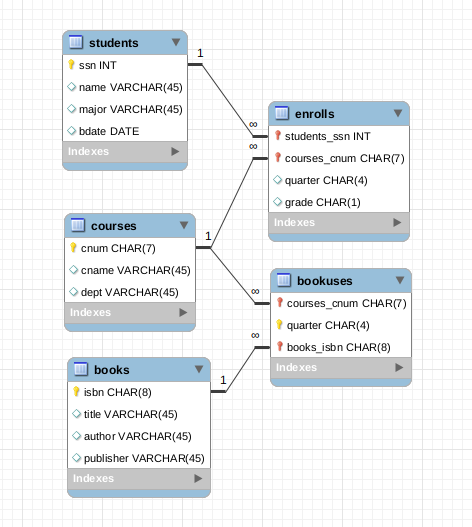 students
ssn INT
name VARCHAR(45)
major VARCHAR(45)
bdate DATE
Indexes
1
∞
∞
enrolls
students_ssn INT
courses_cnum CHAR(7)
quarter CHAR(4)
grade CHAR(1)
Indexes
courses
cnum CHAR(7)
cname VARCHAR(45)
dept VARCHAR(45)
Indexes
1
∞
∞
bookuses
courses_cnum CHAR(7)
quarter CHAR(4)
books_isbn CHAR(8)
Indexes
books
isbn CHAR(8)
title VARCHAR(45)
author VARCHAR(45)
publisher VARCHAR(45)
Indexes
1